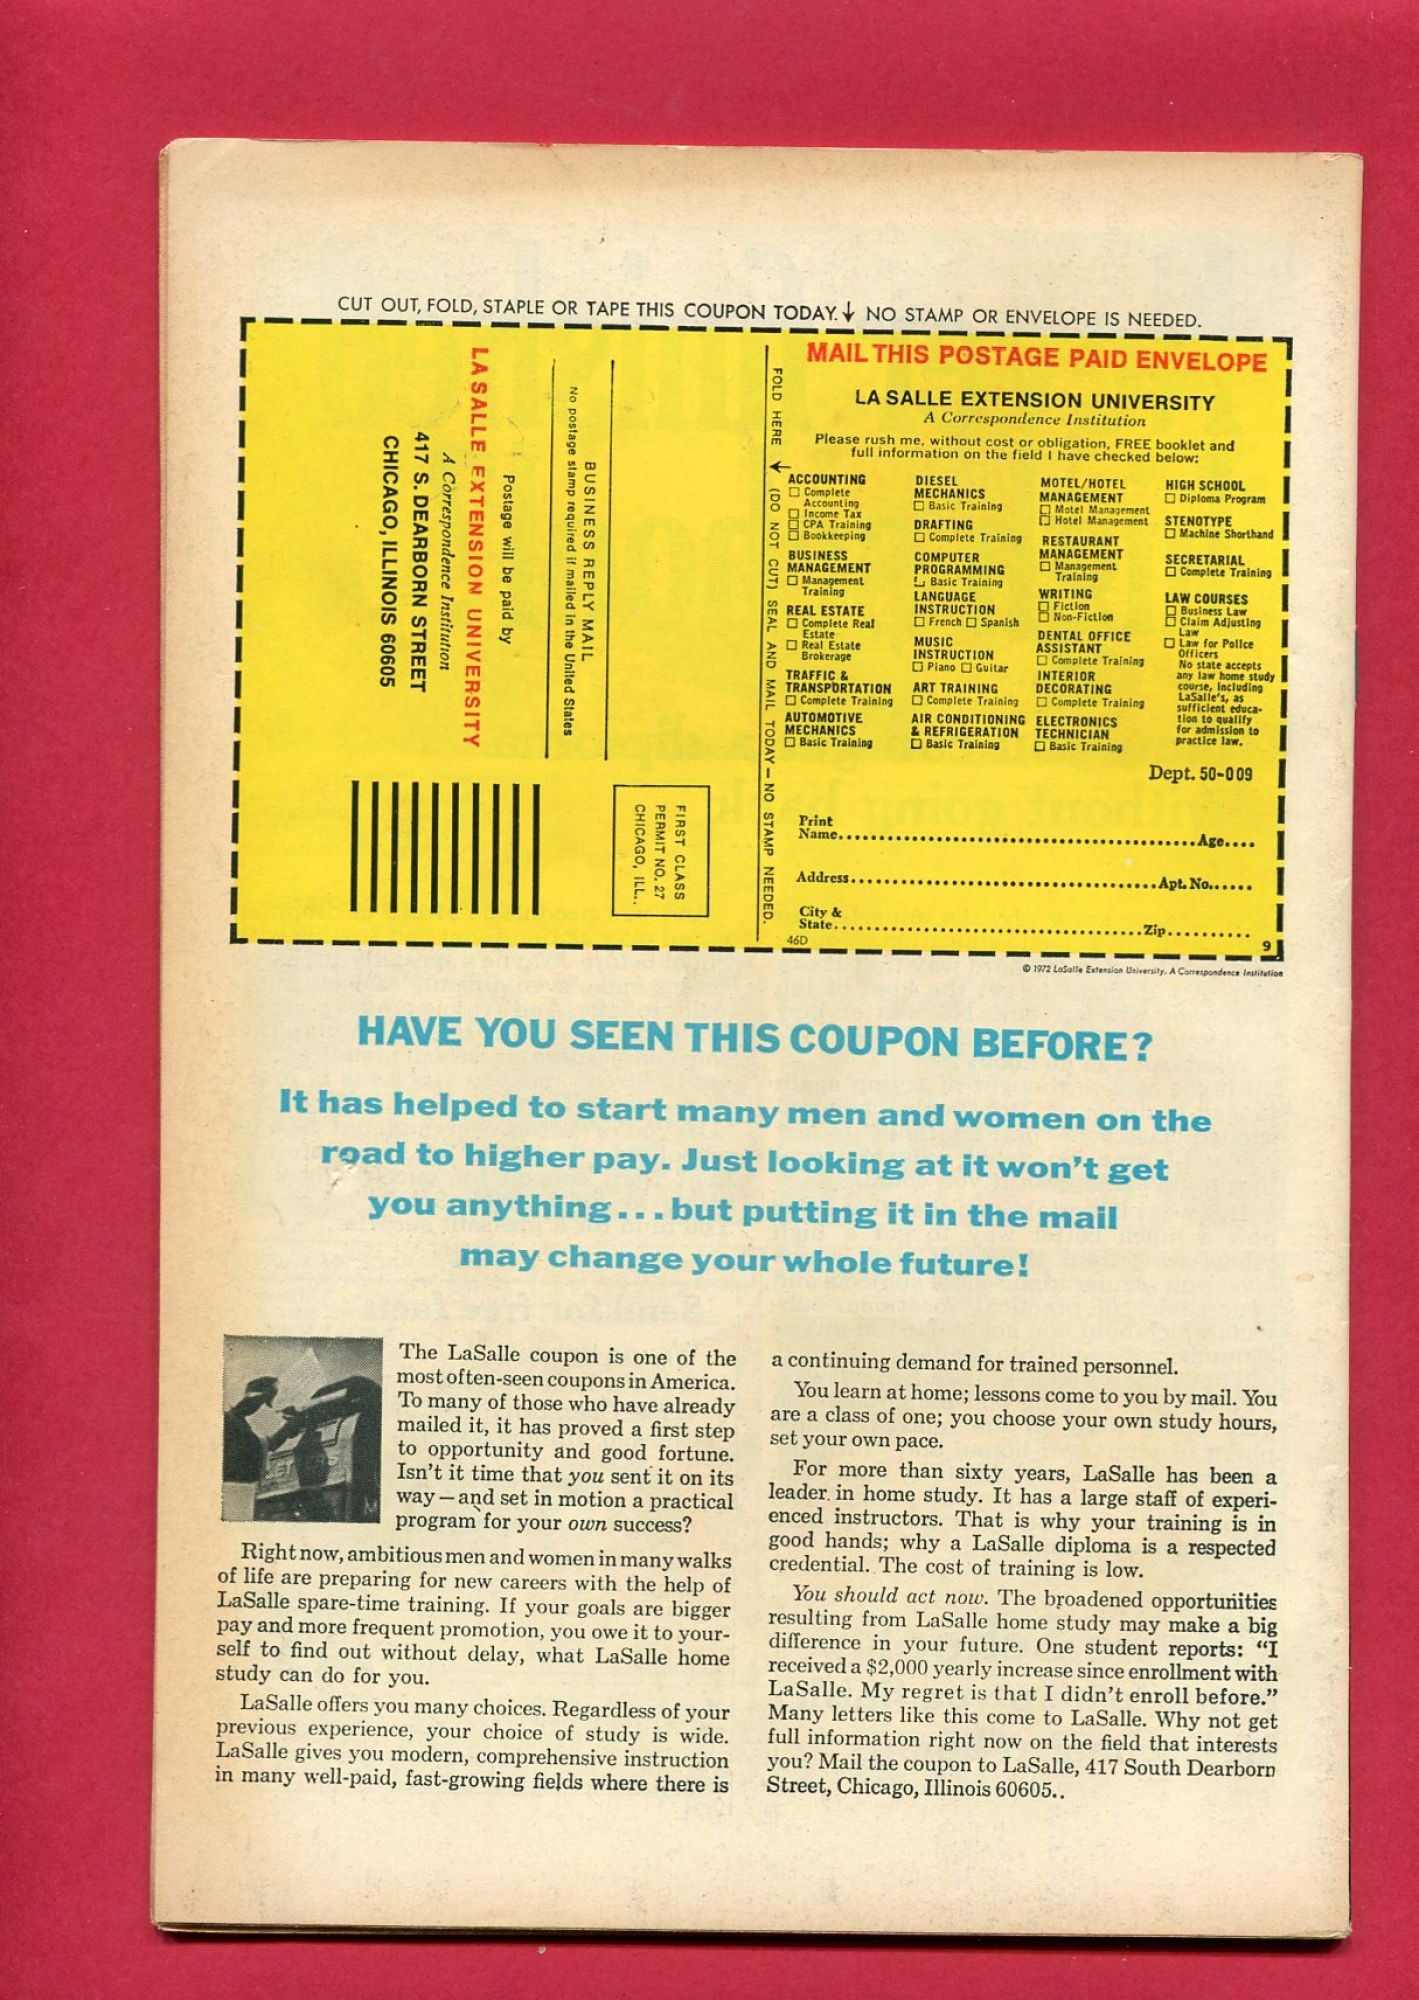 CUT OUT, FOLD, STAPLE OR TAPE THIS COUPON TODAY.↓ NO STAMP OR ENVELOPE IS NEEDED.
FIRST CLASS
PERMIT NO. 27
CHICAGO, ILL..
BUSINESS REPLY MAIL
No postage stamp required if mailed in the United States
Postage will be paid by
LA SALLE EXTENSION UNIVERSITY
A Correspondence Institution
417 S. DEARBORN STREET
CHICAGO, ILLINOIS 60605
FOLD HERE ↓ (DO NOT CUT) SEAL AND MAIL TODAY — NO STAMP NEEDED.
MAIL THIS POSTAGE PAID ENVELOPE
LA SALLE EXTENSION UNIVERSITY
A Correspondence Institution
Please rush me, without cost or obligation, FREE booklet and
full information on the field I have checked below:
ACCOUNTING
☐ Complete
Accounting
☐ Income Tax
☐ CPA Training
☐ Bookkeeping
BUSINESS
MANAGEMENT
☐ Management
Training
REAL ESTATE
☐ Complete Real
Estate
☐ Real Estate
Brokerage
TRAFFIC &
TRANSPORTATION
☐ Complete Training
AUTOMOTIVE
MECHANICS
☐ Basic Training
DIESEL
MECHANICS
☐ Basic Training
DRAFTING
☐ Complete Training
COMPUTER
PROGRAMMING
☐ Basic Training
LANGUAGE
INSTRUCTION
☐ French ☐ Spanish
MUSIC
INSTRUCTION
☐ Piano ☐ Guitar
ART TRAINING
☐ Complete Training
AIR CONDITIONING
& REFRIGERATION
☐ Basic Training
MOTEL/HOTEL
MANAGEMENT
☐ Motel Management
☐ Hotel Management
RESTAURANT
MANAGEMENT
☐ Management
Training
WRITING
☐ Fiction
☐ Non-Fiction
DENTAL OFFICE
ASSISTANT
☐ Complete Training
INTERIOR
DECORATING
☐ Complete Training
ELECTRONICS
TECHNICIAN
☐ Basic Training
HIGH SCHOOL
☐ Diploma Program
STENOTYPE
☐ Machine Shorthand
SECRETARIAL
☐ Complete Training
LAW COURSES
☐ Business Law
☐ Claim Adjusting
Law
☐ Law for Police
Officers
No state accepts
any law home study
course, including
LaSalle's, as
sufficient educa-
tion to qualify
for admission to
practice law.
Dept. 50-009
Print
Name..........Age....
Address..........Apt. No......
City &
State..........Zip..........
46D 9
© 1972 LaSalle Extension University. A Correspondence Institution
HAVE YOU SEEN THIS COUPON BEFORE?
It has helped to start many men and women on the
road to higher pay. Just looking at it won't get
you anything...but putting it in the mail
may change your whole future!
The LaSalle coupon is one of the
most often-seen coupons in America.
To many of those who have already
mailed it, it has proved a first step
to opportunity and good fortune.
Isn't it time that you sent it on its
way—and set in motion a practical
program for your own success?
Right now, ambitious men and women in many walks
of life are preparing for new careers with the help of
LaSalle spare-time training. If your goals are bigger
pay and more frequent promotion, you owe it to your-
self to find out without delay, what LaSalle home
study can do for you.
LaSalle offers you many choices. Regardless of your
previous experience, your choice of study is wide.
LaSalle gives you modern, comprehensive instruction
in many well-paid, fast-growing fields where there is
a continuing demand for trained personnel.
You learn at home; lessons come to you by mail. You
are a class of one; you choose your own study hours,
set your own pace.
For more than sixty years, LaSalle has been a
leader in home study. It has a large staff of experi-
enced instructors. That is why your training is in
good hands; why a LaSalle diploma is a respected
credential. The cost of training is low.
You should act now. The broadened opportunities
resulting from LaSalle home study may make a big
difference in your future. One student reports: "I
received a $2,000 yearly increase since enrollment with
LaSalle. My regret is that I didn't enroll before."
Many letters like this come to LaSalle. Why not get
full information right now on the field that interests
you? Mail the coupon to LaSalle, 417 South Dearborn
Street, Chicago, Illinois 60605..